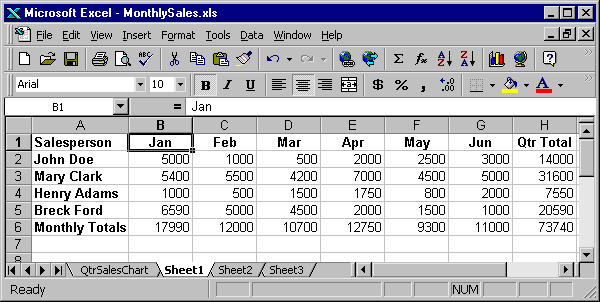 Microsoft Excel - MonthlySales.xls
File Edit View Insert Format Tools Data Window Help
ABC
Arial 10 B I U $ % , .0 .00 A
B1 = Jan
A B C D E F G H
1 Salesperson Jan Feb Mar Apr May Jun Qtr Total
2 John Doe 5000 1000 500 2000 2500 3000 14000
3 Mary Clark 5400 5500 4200 7000 4500 5000 31600
4 Henry Adams 1000 500 1500 1750 800 2000 7550
5 Breck Ford 6590 5000 4500 2000 1500 1000 20590
6 Monthly Totals 17990 12000 10700 12750 9300 11000 73740
7
8
QtrSalesChart Sheet1 Sheet2 Sheet3
Ready NUM